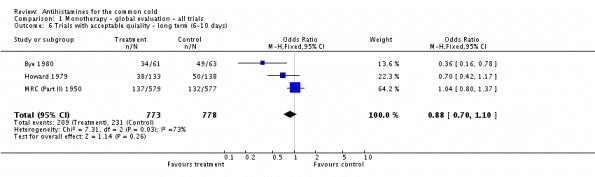 Review: Antihistamines for the common cold
Comparison: 1 Monotherapy - global evaluation - all trials
Outcome: 6 Trials with acceptable quality - long term (6-10 days)
Study or subgroup Treatment Control Odds Ratio Weight Odds Ratio
n/N n/N M-H,Fixed,95% CI M-H,Fixed,95% CI
Bye 1980 34/61 49/63 13.6 % 0.36 [0.16, 0.78]
Howard 1979 38/133 50/138 22.3 % 0.70 [0.42, 1.17]
MRC (Part II) 1950 137/579 132/577 64.2 % 1.04 [0.80, 1.37]
Total (95% CI) 773 778 100.0 % 0.88 [0.70, 1.10]
Total events: 209 (Treatment), 231 (Control)
Heterogeneity: Chi² = 7.31, df = 2 (P = 0.03); I² =73%
Test for overall effect: Z = 1.14 (P = 0.26)
0.1 0.2 0.5 1 2 5 10
Favours treatment Favours control